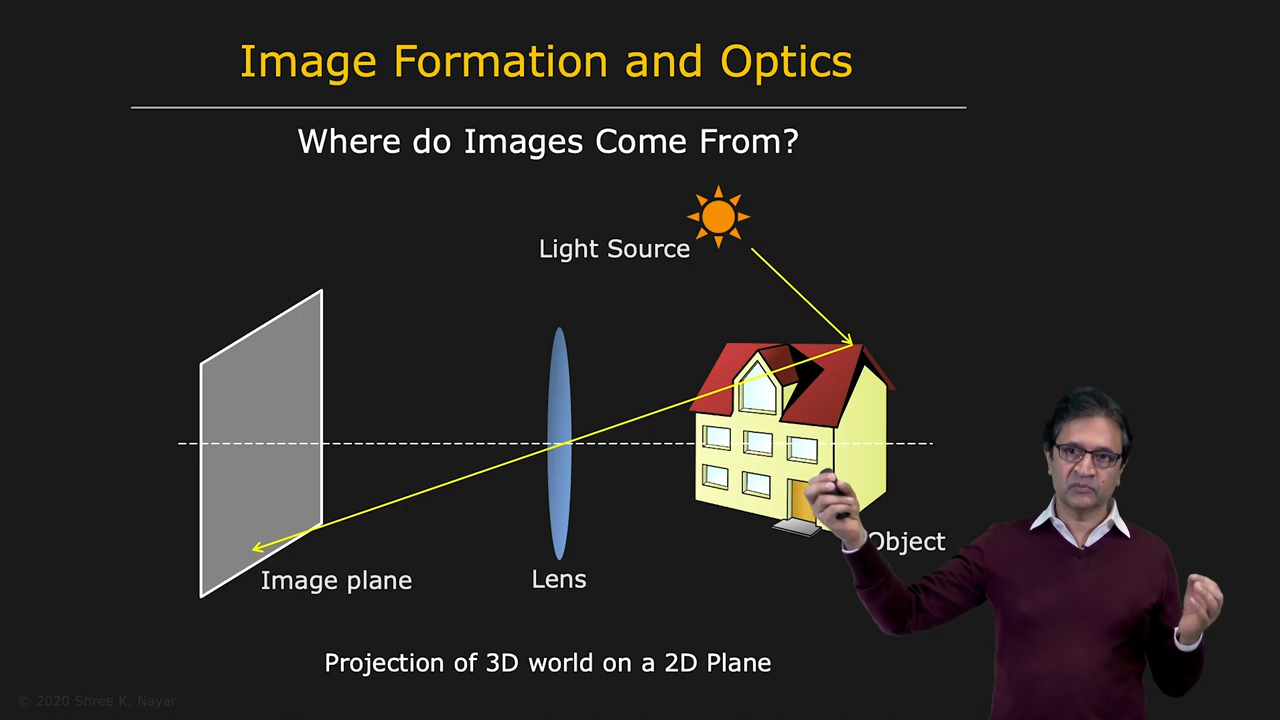 Image Formation and Optics
Where do Images Come From?
Light Source
Object
Image plane
Lens
Projection of 3D world on a 2D Plane
© 2020 Shree K. Nayar